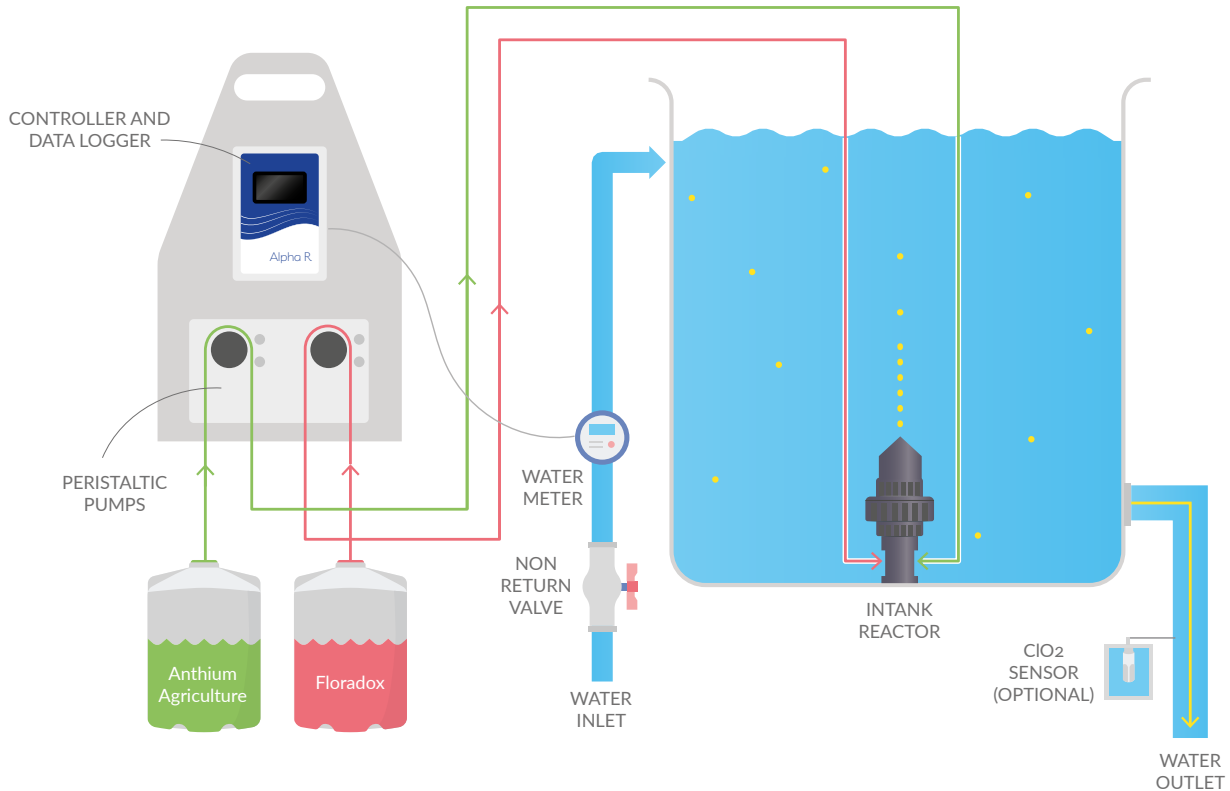 CONTROLLER AND
DATA LOGGER
Alpha R
PERISTALTIC
PUMPS
Anthium
Agriculture
Floradox
WATER
METER
NON
RETURN
VALVE
WATER
INLET
INTANK
REACTOR
ClO2
SENSOR
(OPTIONAL)
WATER
OUTLET